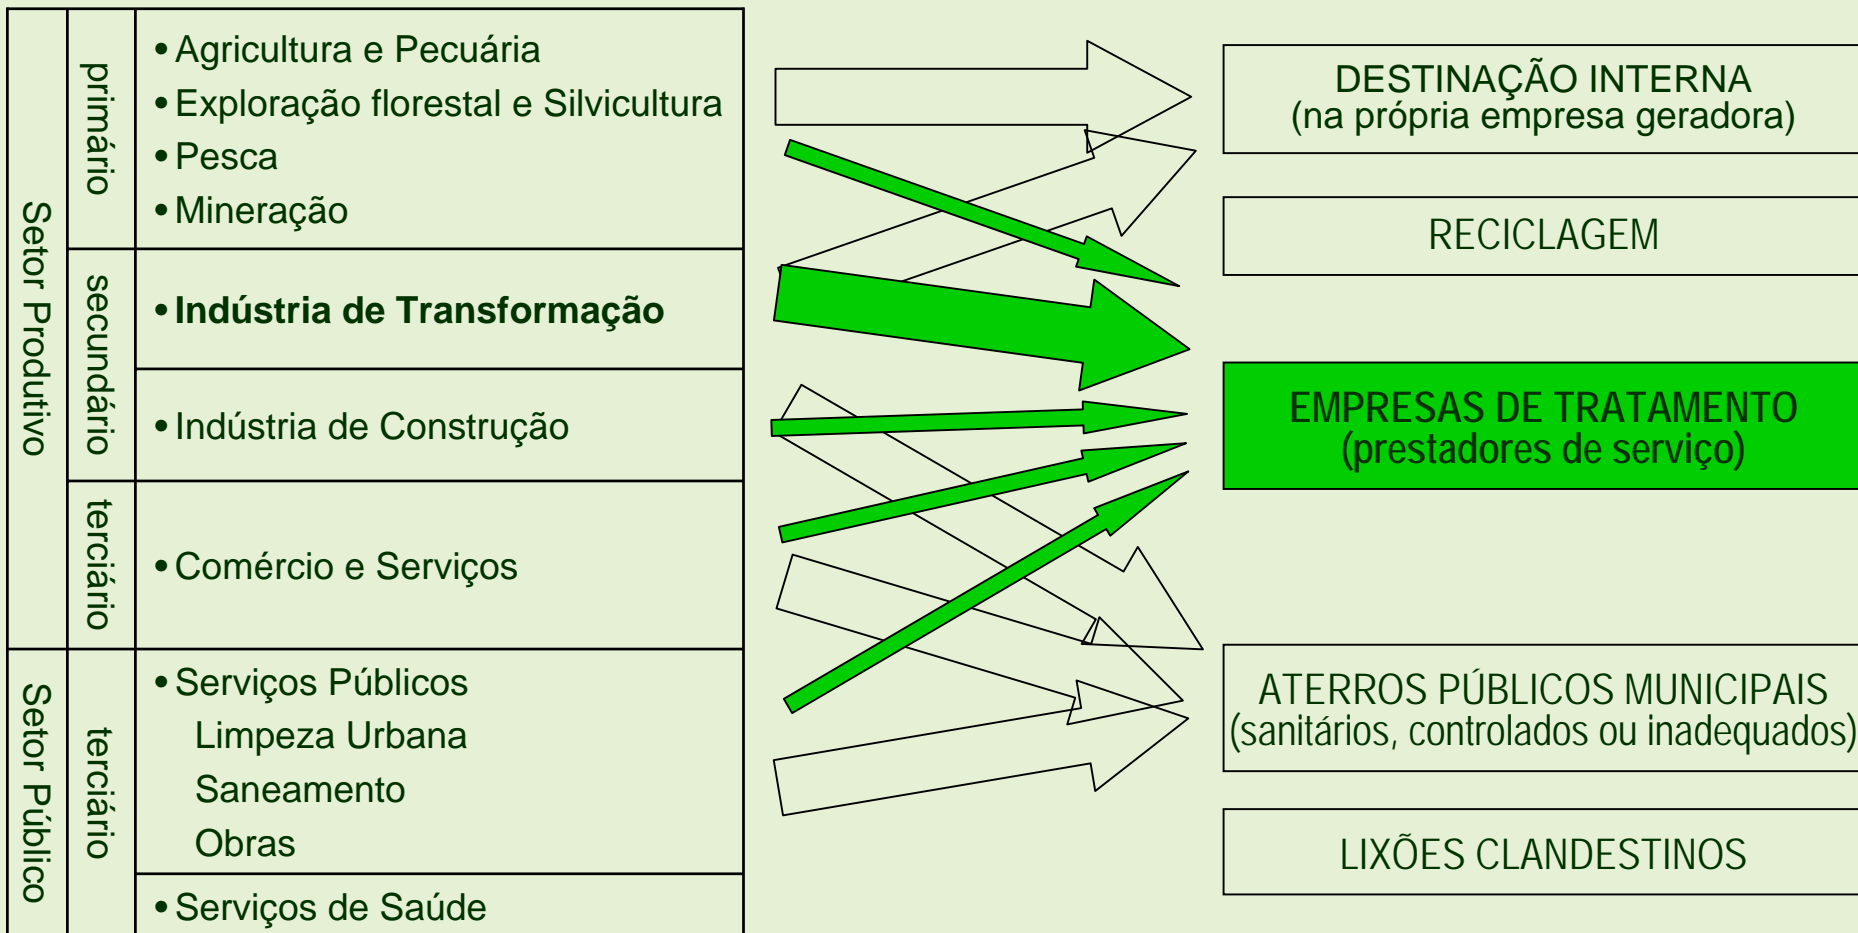 Setor Produtivo
primário
• Agricultura e Pecuária
• Exploração florestal e Silvicultura
• Pesca
• Mineração
secundário
• Indústria de Transformação
• Indústria de Construção
terciário
• Comércio e Serviços
Setor Público
terciário
• Serviços Públicos
Limpeza Urbana
Saneamento
Obras
• Serviços de Saúde
DESTINAÇÃO INTERNA
(na própria empresa geradora)
RECICLAGEM
EMPRESAS DE TRATAMENTO
(prestadores de serviço)
ATERROS PÚBLICOS MUNICIPAIS
(sanitários, controlados ou inadequados)
LIXÕES CLANDESTINOS